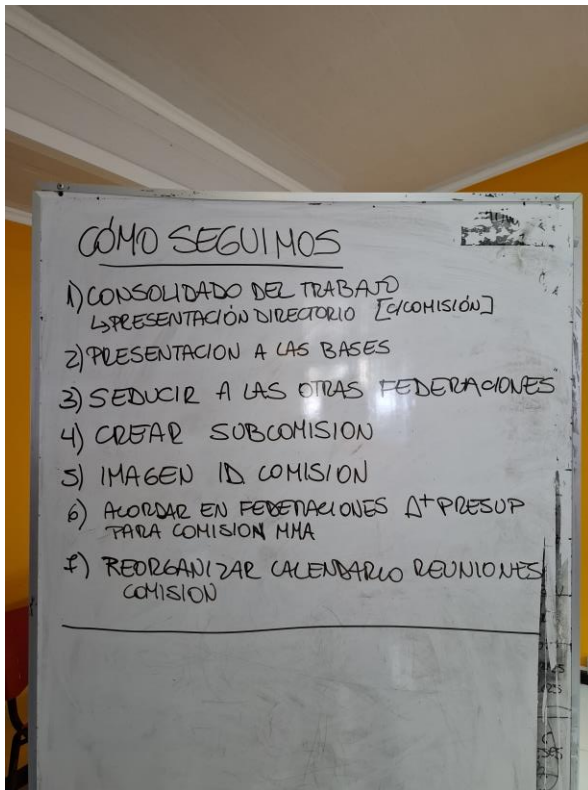 CÓMO SEGUIMOS
1) CONSOLIDADO DEL TRABAJO
↳ PRESENTACIÓN DIRECTORIO [C/COMISIÓN]
2) PRESENTACION A LAS BASES
3) SEDUCIR A LAS OTRAS FEDERACIONES
4) CREAR SUBCOMISION
5) IMAGEN ID COMISION
6) ACORDAR EN FEDERACIONES Δ+ PRESUP
PARA COMISION MMA
7) REORGANIZAR CALENDARIO REUNIONES
COMISION